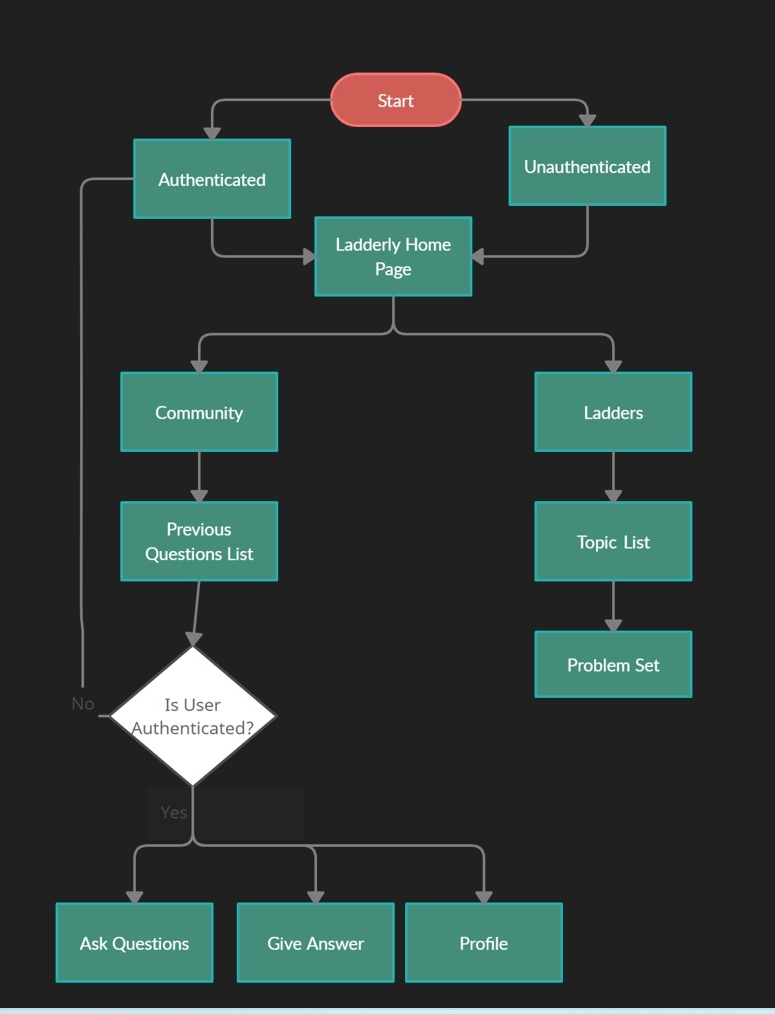 Start
Authenticated
Unauthenticated
Ladderly Home
Page
Community
Ladders
Previous
Questions List
Topic List
Problem Set
Is User
Authenticated?
No
Yes
Ask Questions
Give Answer
Profile